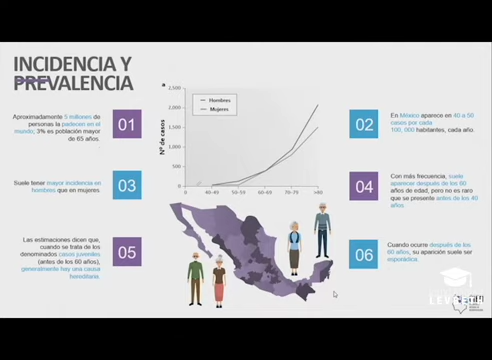 INCIDENCIA Y
PREVALENCIA
Aproximadamente 5 millones de
personas la padecen en el
mundo; 3% es población mayor
de 65 años.
01
Suele tener mayor incidencia en
hombres que en mujeres.
03
Las estimaciones dicen que,
cuando se trata de los
denominados casos juveniles
(antes de los 60 años),
generalmente hay una causa
hereditaria.
05
a
Nº de casos
2,500
2,000
1,500
1,000
500
0
Hombres
Mujeres
40-49
50-59
60-69
70-79
>80
02
En México aparece en 40 a 50
casos por cada
100, 000 habitantes, cada año.
04
Con más frecuencia, suele
aparecer después de los 60
años de edad, pero no es raro
que se presente antes de los 40
años
06
Cuando ocurre después de los
60 años, su aparición suele ser
esporádica.